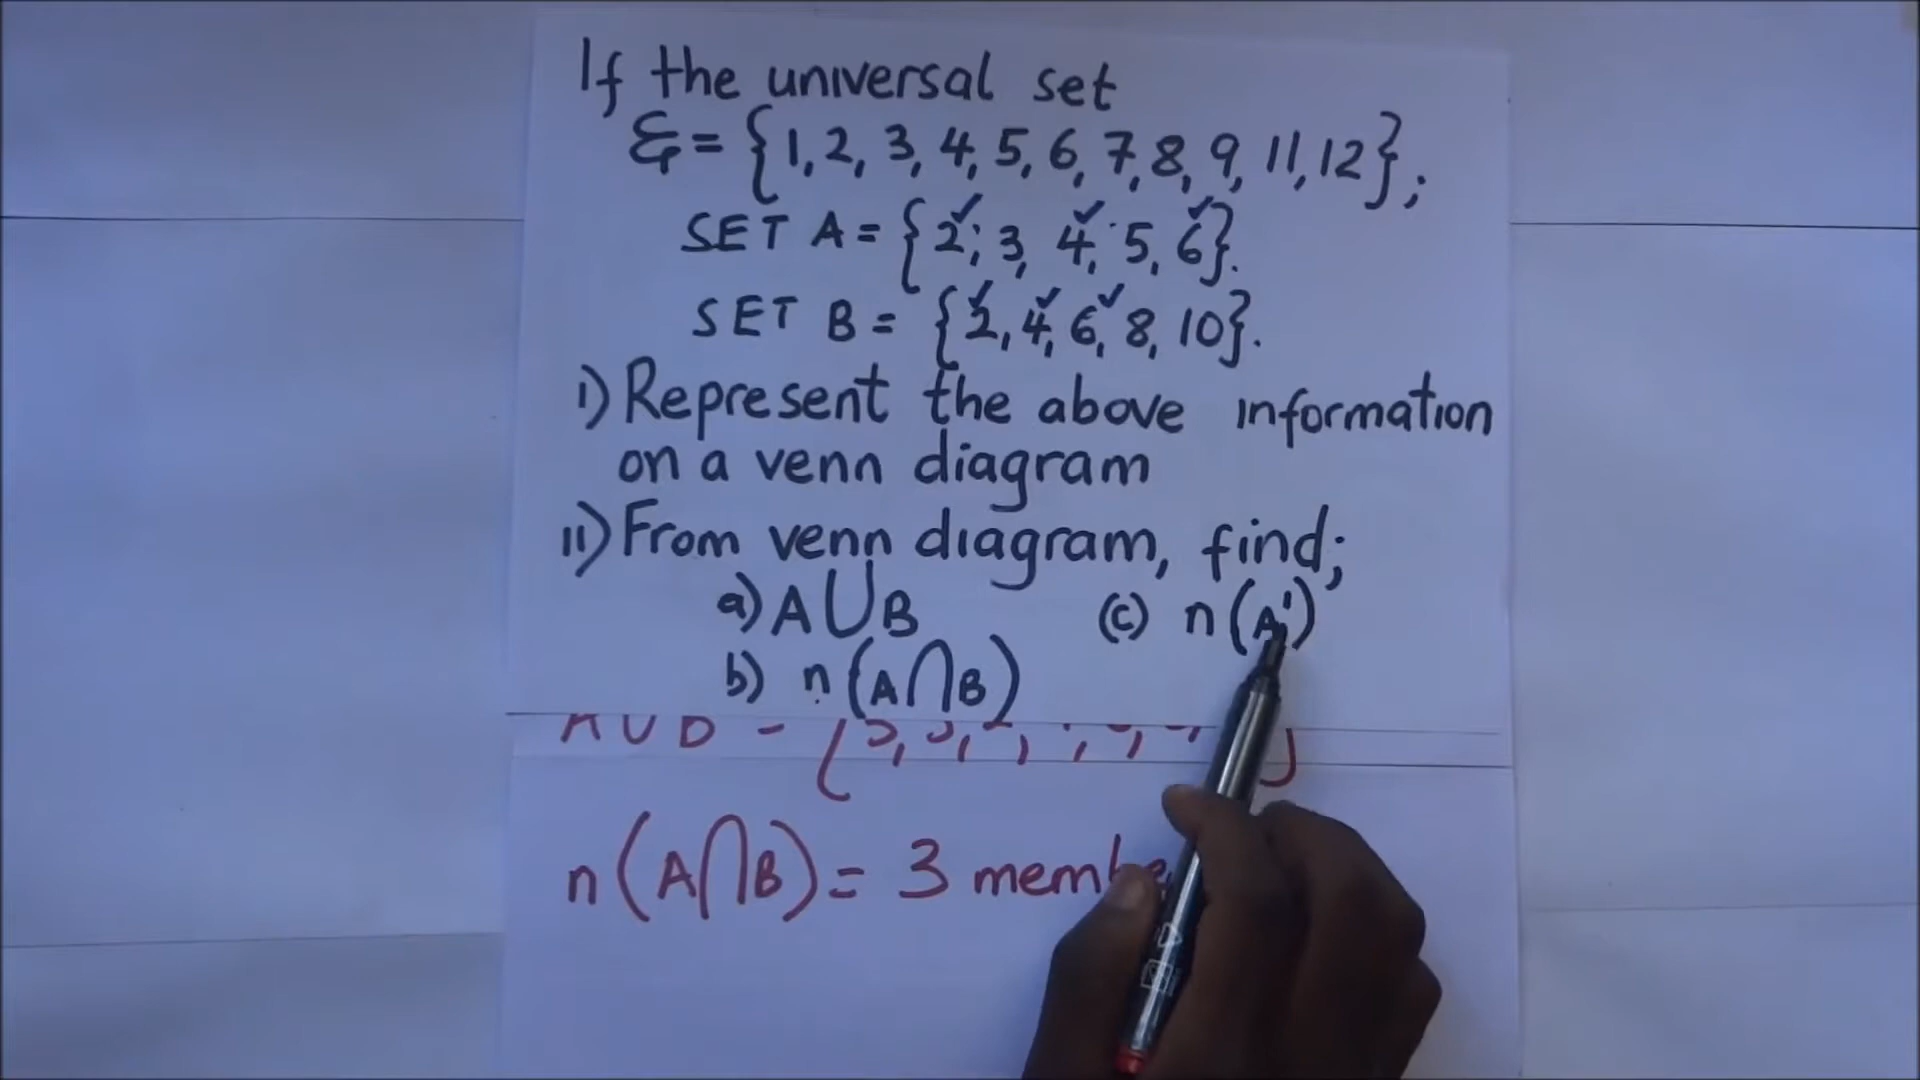 If the universal set
ξ = {1, 2, 3, 4, 5, 6, 7, 8, 9, 11, 12};
SET A = {2, 3, 4, 5, 6}.
SET B = {2, 4, 6, 8, 10}.
i) Represent the above information
on a venn diagram
ii) From venn diagram, find;
a) A ∪ B (c) n(A')
b) n(A ∩ B)
n(A ∩ B) = 3